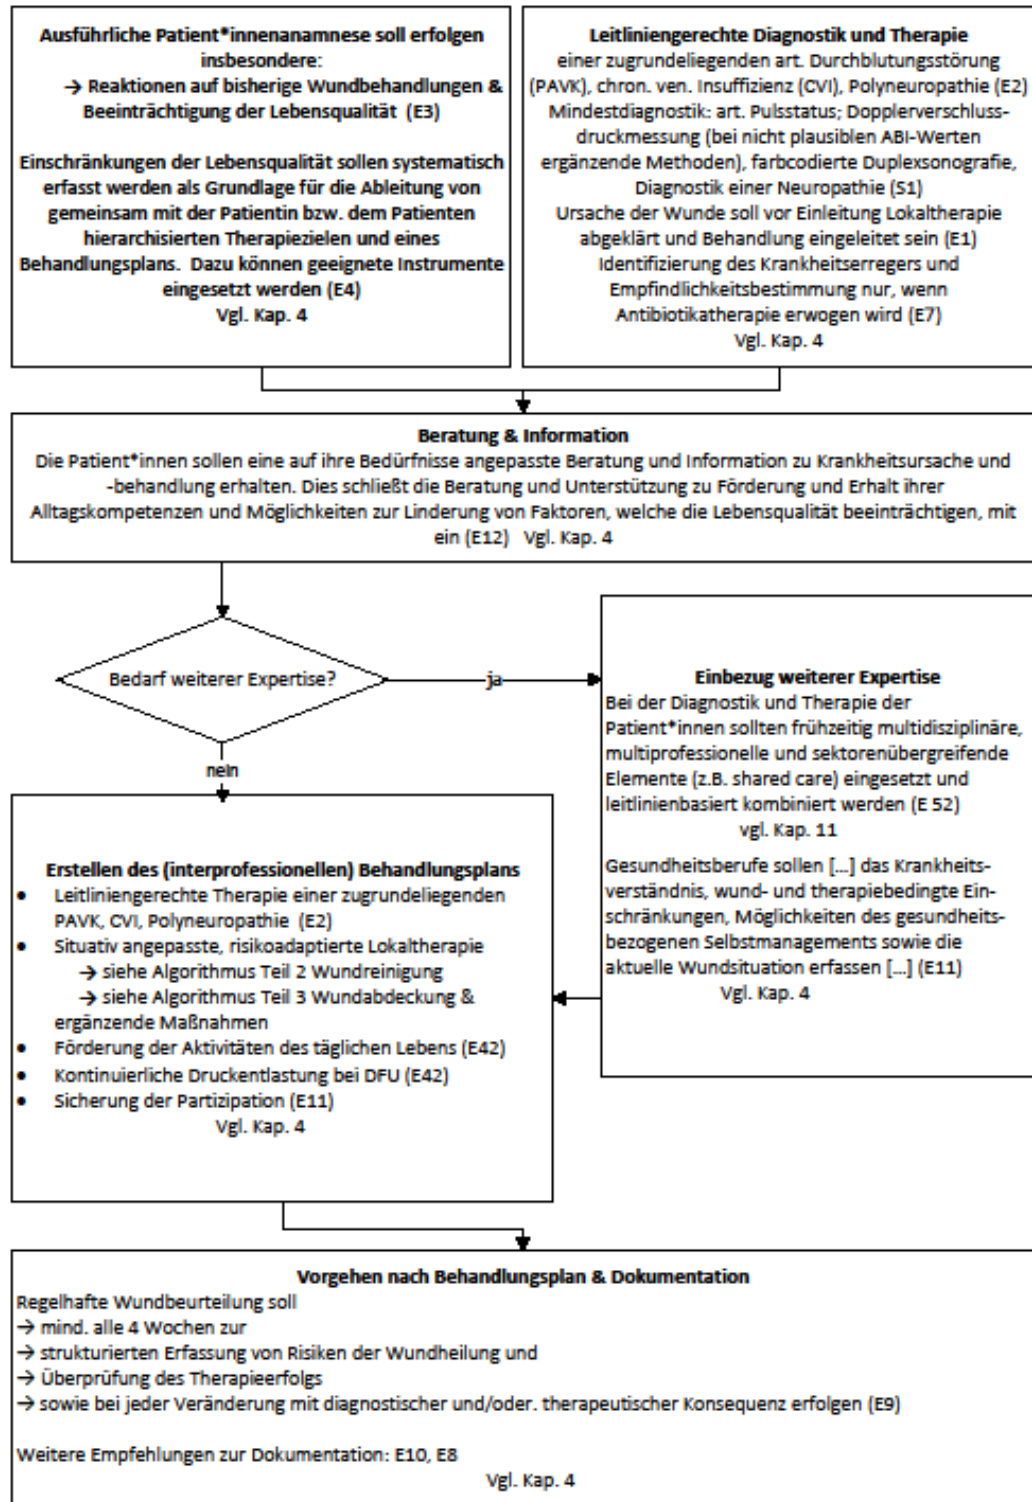 Ausführliche Patient*innenanamnese soll erfolgen
insbesondere:
→ Reaktionen auf bisherige Wundbehandlungen &
Beeinträchtigung der Lebensqualität (E3)
Einschränkungen der Lebensqualität sollen systematisch
erfasst werden als Grundlage für die Ableitung von
gemeinsam mit der Patientin bzw. dem Patienten
hierarchisierten Therapiezielen und eines
Behandlungsplans. Dazu können geeignete Instrumente
eingesetzt werden (E4)
Vgl. Kap. 4
Leitliniengerechte Diagnostik und Therapie
einer zugrundeliegenden art. Durchblutungsstörung
(PAVK), chron. ven. Insuffizienz (CVI), Polyneuropathie (E2)
Mindestdiagnostik: art. Pulsstatus; Dopplerverschluss-
druckmessung (bei nicht plausiblen ABI-Werten
ergänzende Methoden), farbcodierte Duplexsonografie,
Diagnostik einer Neuropathie (S1)
Ursache der Wunde soll vor Einleitung Lokaltherapie
abgeklärt und Behandlung eingeleitet sein (E1)
Identifizierung des Krankheitserregers und
Empfindlichkeitsbestimmung nur, wenn
Antibiotikatherapie erwogen wird (E7)
Vgl. Kap. 4
Beratung & Information
Die Patient*innen sollen eine auf ihre Bedürfnisse angepasste Beratung und Information zu Krankheitsursache und
-behandlung erhalten. Dies schließt die Beratung und Unterstützung zu Förderung und Erhalt ihrer
Alltagskompetenzen und Möglichkeiten zur Linderung von Faktoren, welche die Lebensqualität beeinträchtigen, mit
ein (E12) Vgl. Kap. 4
Bedarf weiterer Expertise?
ja
nein
Einbezug weiterer Expertise
Bei der Diagnostik und Therapie der
Patient*innen sollten frühzeitig multidisziplinäre,
multiprofessionelle und sektorenübergreifende
Elemente (z.B. shared care) eingesetzt und
leitlinienbasiert kombiniert werden (E 52)
vgl. Kap. 11
Gesundheitsberufe sollen [...] das Krankheits-
verständnis, wund- und therapiebedingte Ein-
schränkungen, Möglichkeiten des gesundheits-
bezogenen Selbstmanagements sowie die
aktuelle Wundsituation erfassen [...] (E11)
Vgl. Kap. 4
Erstellen des (interprofessionellen) Behandlungsplans
• Leitliniengerechte Therapie einer zugrundeliegenden
PAVK, CVI, Polyneuropathie (E2)
• Situativ angepasste, risikoadaptierte Lokaltherapie
→ siehe Algorithmus Teil 2 Wundreinigung
→ siehe Algorithmus Teil 3 Wundabdeckung &
ergänzende Maßnahmen
• Förderung der Aktivitäten des täglichen Lebens (E42)
• Kontinuierliche Druckentlastung bei DFU (E42)
• Sicherung der Partizipation (E11)
Vgl. Kap. 4
Vorgehen nach Behandlungsplan & Dokumentation
Regelhafte Wundbeurteilung soll
→ mind. alle 4 Wochen zur
→ strukturierten Erfassung von Risiken der Wundheilung und
→ Überprüfung des Therapieerfolgs
→ sowie bei jeder Veränderung mit diagnostischer und/oder. therapeutischer Konsequenz erfolgen (E9)
Weitere Empfehlungen zur Dokumentation: E10, E8
Vgl. Kap. 4